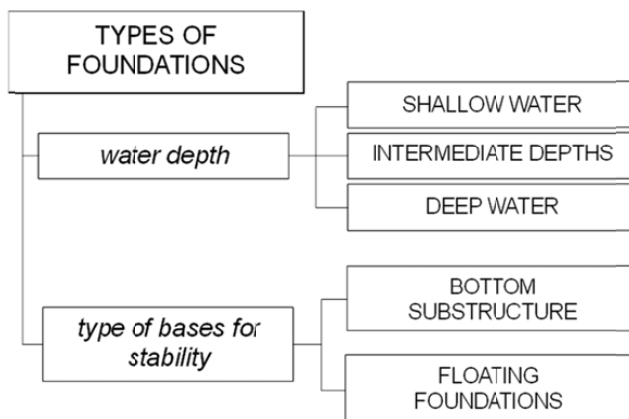 TYPES OF
FOUNDATIONS
water depth
SHALLOW WATER
INTERMEDIATE DEPTHS
DEEP WATER
type of bases for
stability
BOTTOM
SUBSTRUCTURE
FLOATING
FOUNDATIONS